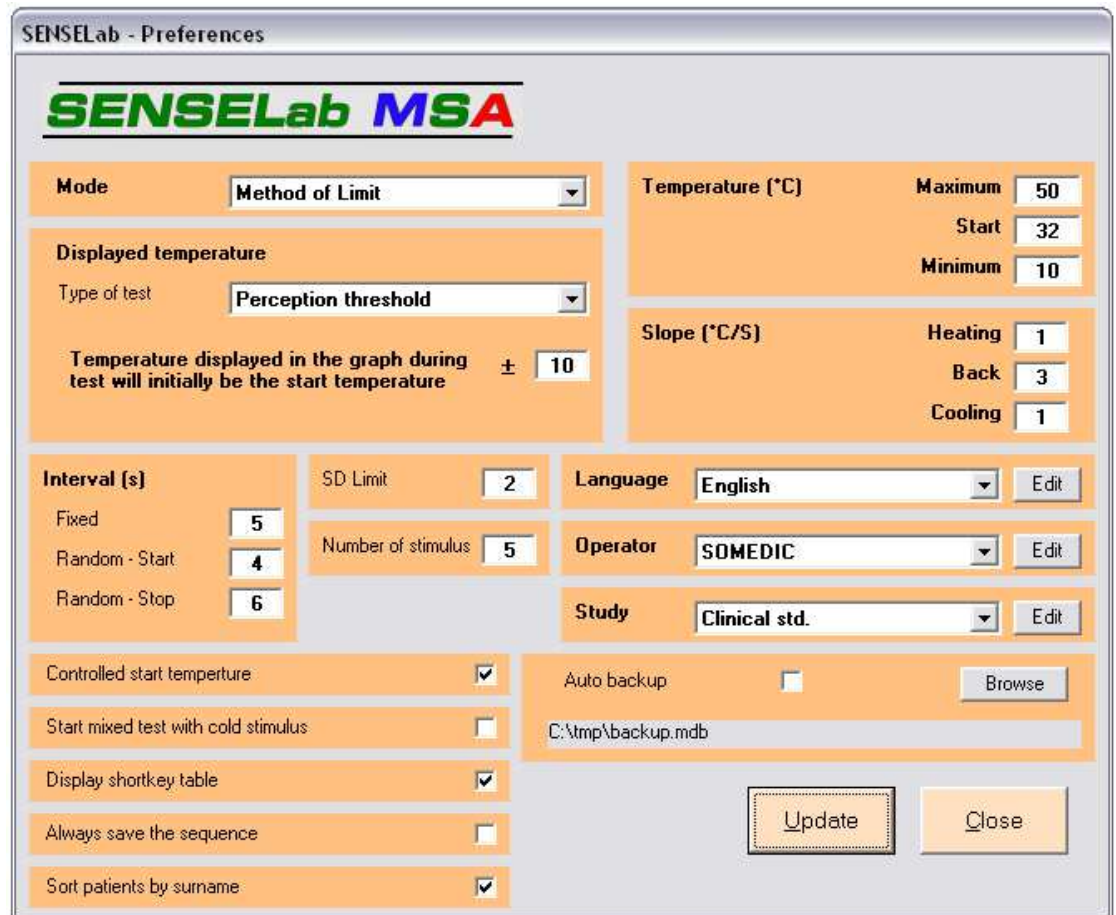 SENSELab - Preferences
SENSELab MSA
Mode Method of Limit
Displayed temperature
Type of test Perception threshold
Temperature displayed in the graph during
test will initially be the start temperature ± 10
Temperature (°C) Maximum 50
Start 32
Minimum 10
Slope (°C/S) Heating 1
Back 3
Cooling 1
Interval (s)
Fixed 5
Random - Start 4
Random - Stop 6
SD Limit 2
Number of stimulus 5
Language English Edit
Operator SOMEDIC Edit
Study Clinical std. Edit
Controlled start temperture
Start mixed test with cold stimulus
Display shortkey table
Always save the sequence
Sort patients by surname
Auto backup Browse
C:\tmp\backup.mdb
Update Close